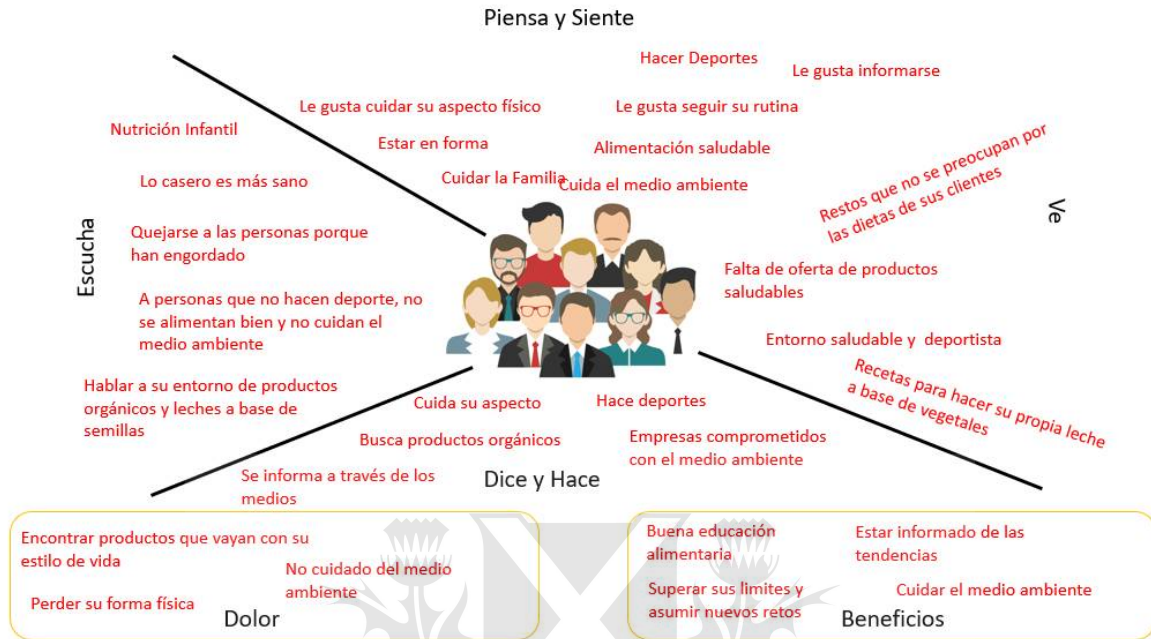 Piensa y Siente
Hacer Deportes
Le gusta informarse
Le gusta cuidar su aspecto físico
Le gusta seguir su rutina
Estar en forma
Alimentación saludable
Cuidar la Familia
Cuida el medio ambiente
Escucha
Nutrición Infantil
Lo casero es más sano
Quejarse a las personas porque
han engordado
A personas que no hacen deporte, no
se alimentan bien y no cuidan el
medio ambiente
Hablar a su entorno de productos
orgánicos y leches a base de
semillas
Ve
Restos que no se preocupan por
las dietas de sus clientes
Falta de oferta de productos
saludables
Entorno saludable y deportista
Recetas para hacer su propia leche
a base de vegetales
Cuida su aspecto
Hace deportes
Busca productos orgánicos
Empresas comprometidos
con el medio ambiente
Se informa a través de los
medios
Dice y Hace
Encontrar productos que vayan con su
estilo de vida
No cuidado del medio
ambiente
Perder su forma física
Dolor
Buena educación
alimentaria
Estar informado de las
tendencias
Superar sus limites y
asumir nuevos retos
Cuidar el medio ambiente
Beneficios